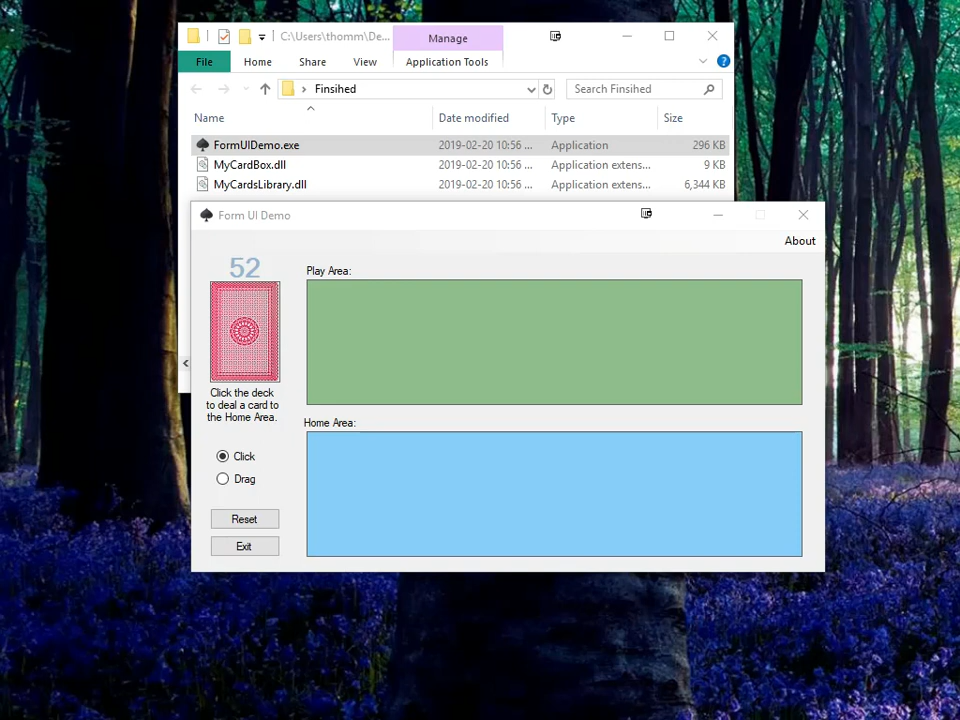 C:\Users\thomm\De...
Manage
File
Home
Share
View
Application Tools
Finsihed
Search Finsihed
Name
Date modified
Type
Size
FormUIDemo.exe
2019-02-20 10:56 ...
Application
296 KB
MyCardBox.dll
2019-02-20 10:56 ...
Application extens...
9 KB
MyCardsLibrary.dll
2019-02-20 10:56 ...
Application extens...
6,344 KB
Form UI Demo
About
52
Play Area:
Click the deck
to deal a card to
the Home Area.
Home Area:
Click
Drag
Reset
Exit